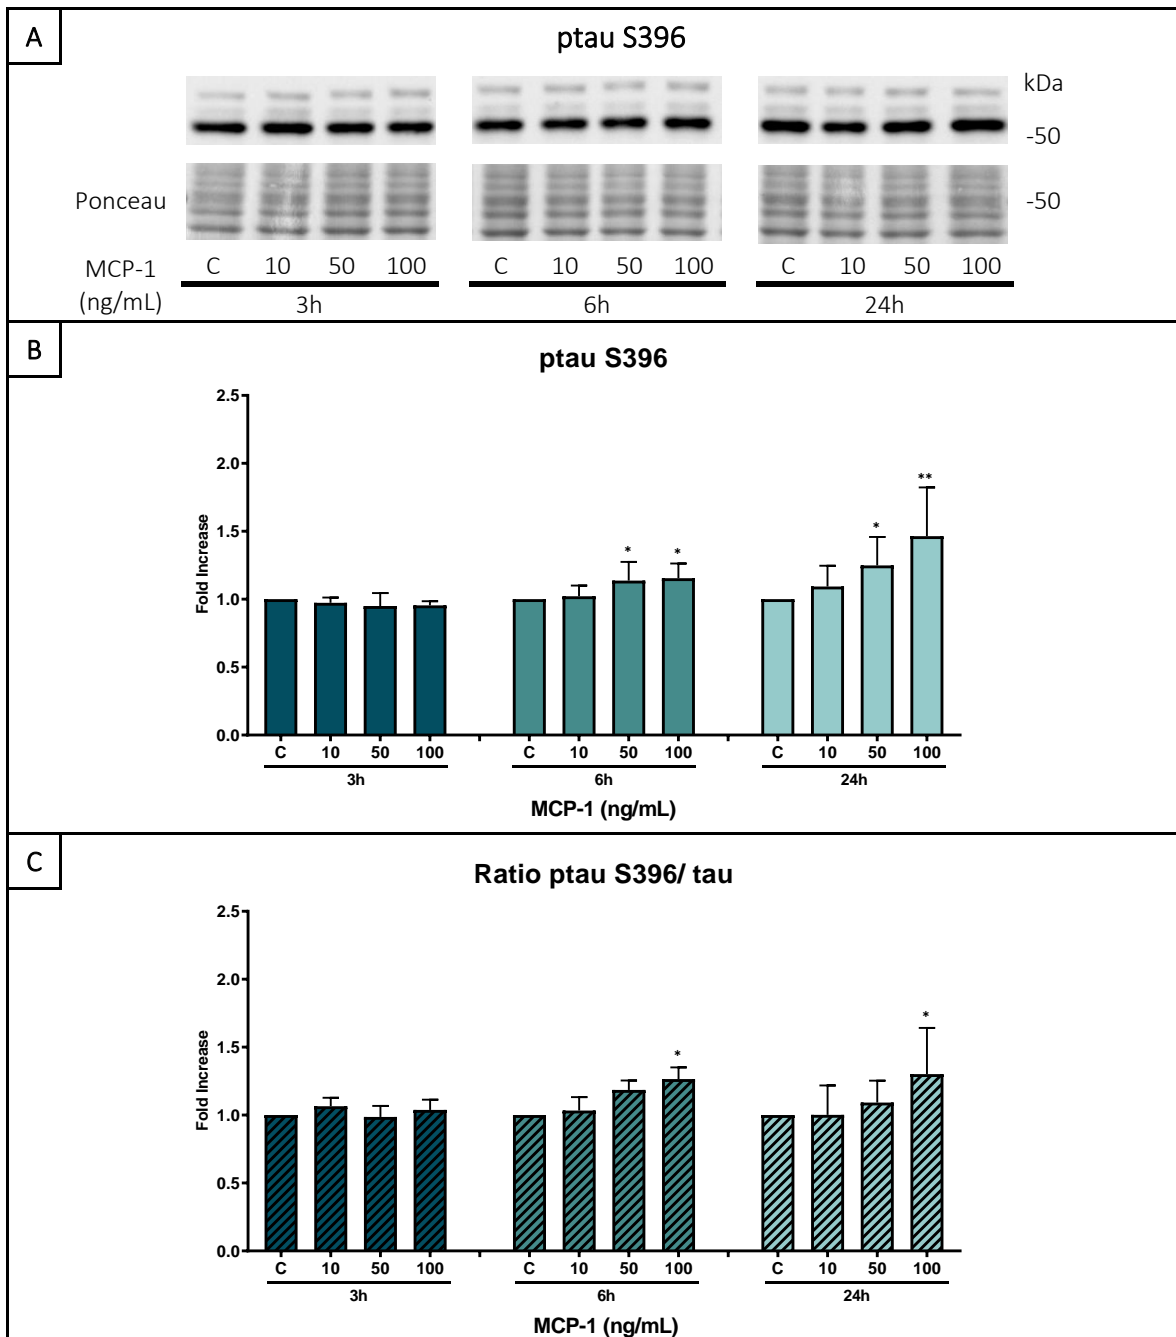 A
ptau S396
kDa
-50
Ponceau
-50
MCP-1 (ng/mL)
C 10 50 100 C 10 50 100 C 10 50 100
3h 6h 24h
B
ptau S396
Fold Increase
2.5
2.0
1.5
1.0
0.5
0.0
* * * **
C 10 50 100 C 10 50 100 C 10 50 100
3h 6h 24h
MCP-1 (ng/mL)
C
Ratio ptau S396/ tau
Fold Increase
2.5
2.0
1.5
1.0
0.5
0.0
* *
C 10 50 100 C 10 50 100 C 10 50 100
3h 6h 24h
MCP-1 (ng/mL)